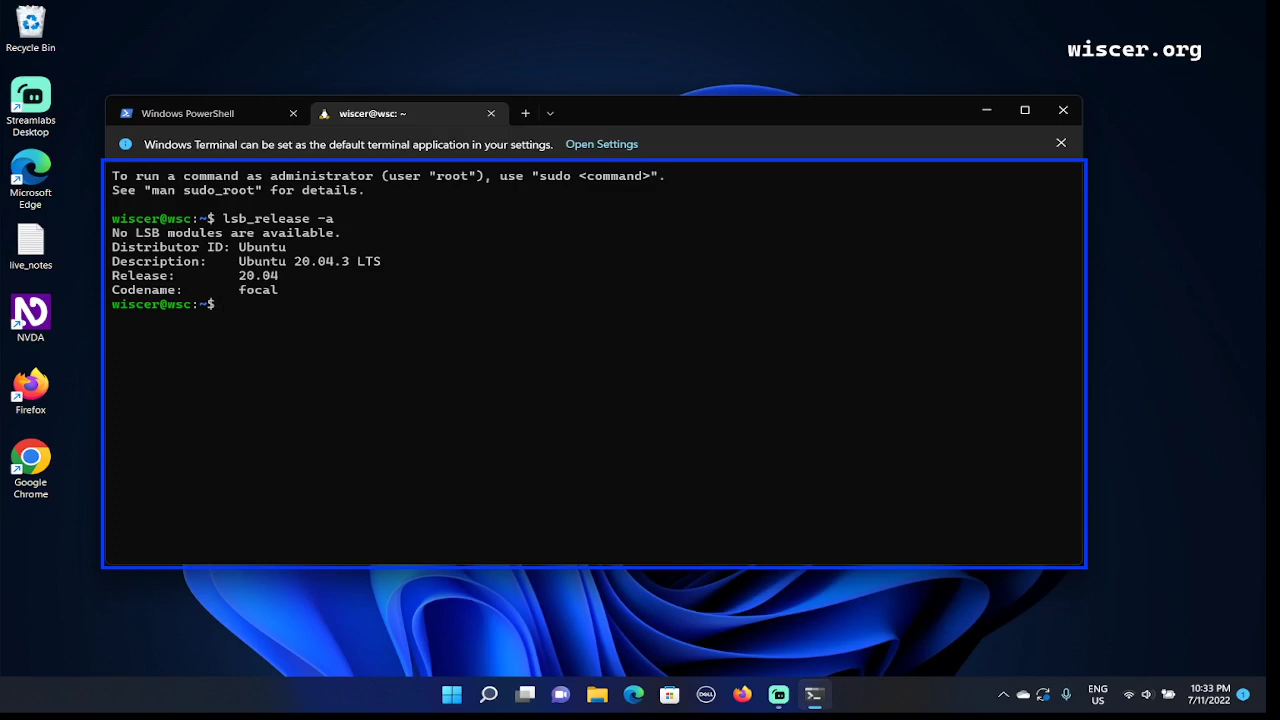 Recycle Bin
wiscer.org
Streamlabs
Desktop
Microsoft
Edge
live_notes
NVDA
Firefox
Google
Chrome
Windows PowerShell
wiscer@wsc: ~
Windows Terminal can be set as the default terminal application in your settings. Open Settings
To run a command as administrator (user "root"), use "sudo <command>".
See "man sudo_root" for details.
wiscer@wsc:~$ lsb_release -a
No LSB modules are available.
Distributor ID: Ubuntu
Description: Ubuntu 20.04.3 LTS
Release: 20.04
Codename: focal
wiscer@wsc:~$
DELL
ENG
US
10:33 PM
7/11/2022
1